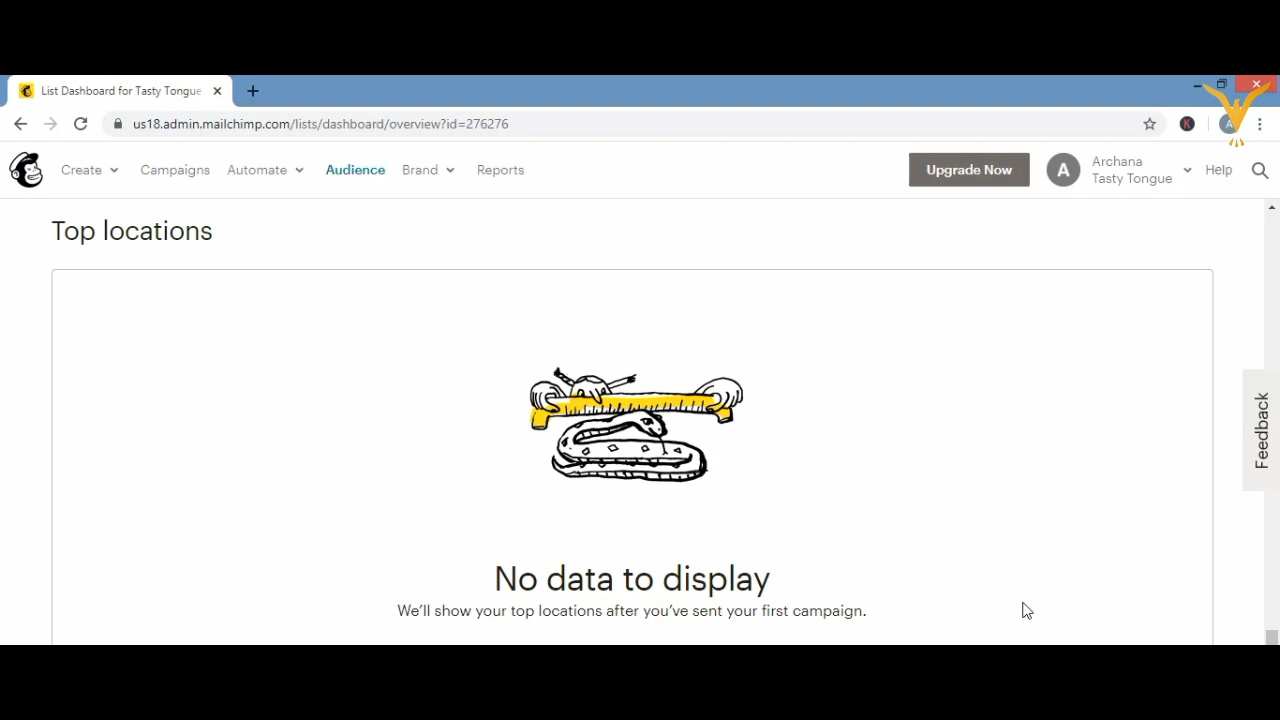 List Dashboard for Tasty Tongue
us18.admin.mailchimp.com/lists/dashboard/overview?id=276276
K
A
Create
Campaigns
Automate
Audience
Brand
Reports
Upgrade Now
A
Archana
Tasty Tongue
Help
Top locations
Feedback
No data to display
We'll show your top locations after you've sent your first campaign.